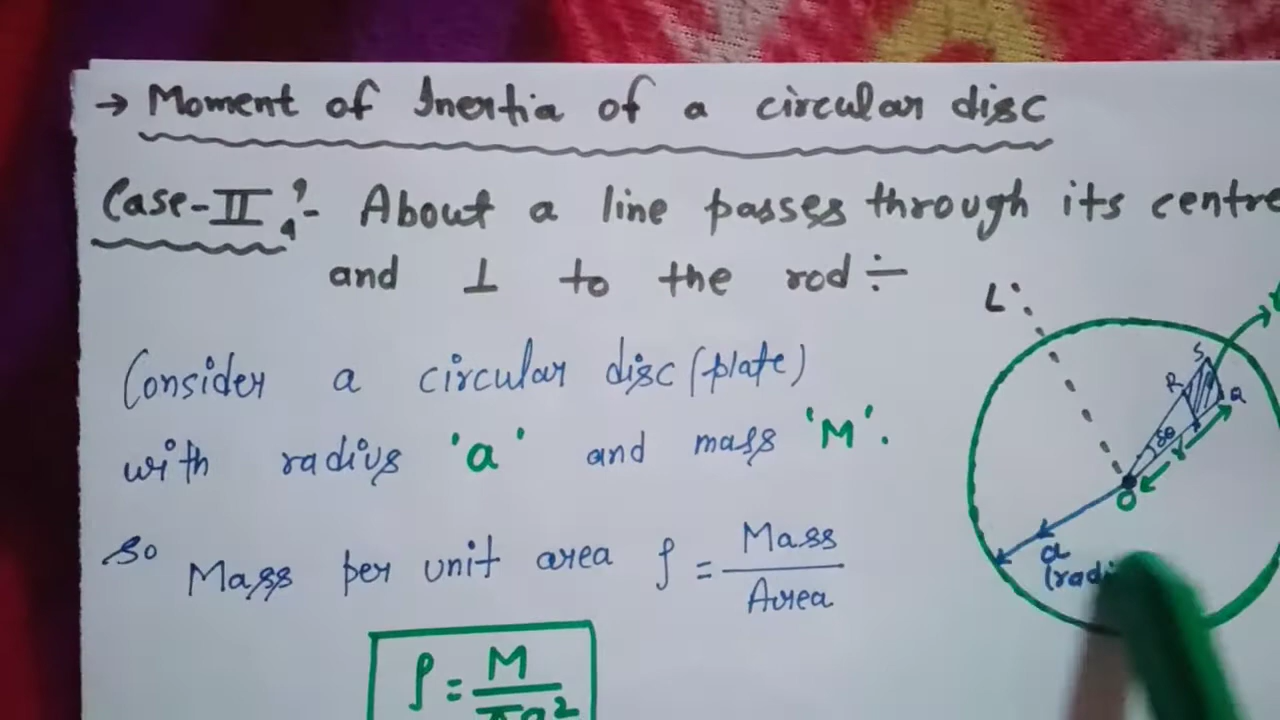 → Moment of Inertia of a circular disc
Case-II :- About a line passes through its centre
and ⊥ to the rod ÷
Consider a circular disc (plate)
with radius 'a' and mass 'M'.
So Mass per unit area ρ = Mass / Area
ρ = M / πa²
L
S
R
Q
δθ
r
O
a